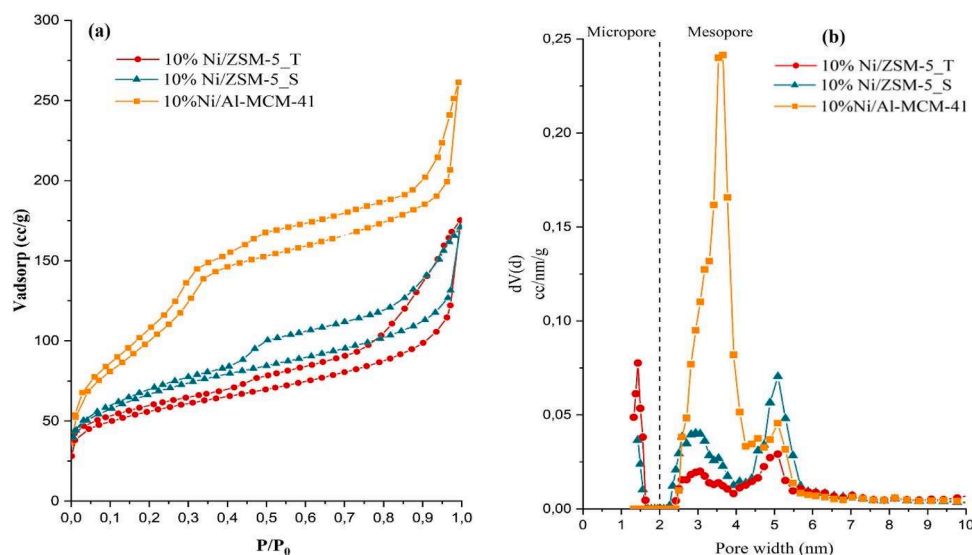 (a)
10% Ni/ZSM-5_T
10% Ni/ZSM-5_S
10%Ni/Al-MCM-41
Vadsorp (cc/g)
300
250
200
150
100
50
0
0,0 0,1 0,2 0,3 0,4 0,5 0,6 0,7 0,8 0,9 1,0
P/P0
Micropore Mesopore
(b)
10% Ni/ZSM-5_T
10% Ni/ZSM-5_S
10%Ni/Al-MCM-41
dV(d)
cc/nm/g
0,25
0,20
0,15
0,10
0,05
0,00
0 1 2 3 4 5 6 7 8 9 10
Pore width (nm)